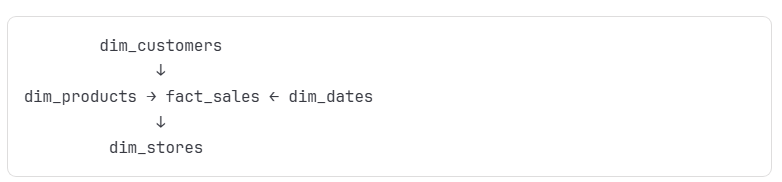 dim_customers
↓
dim_products → fact_sales ← dim_dates
↓
dim_stores